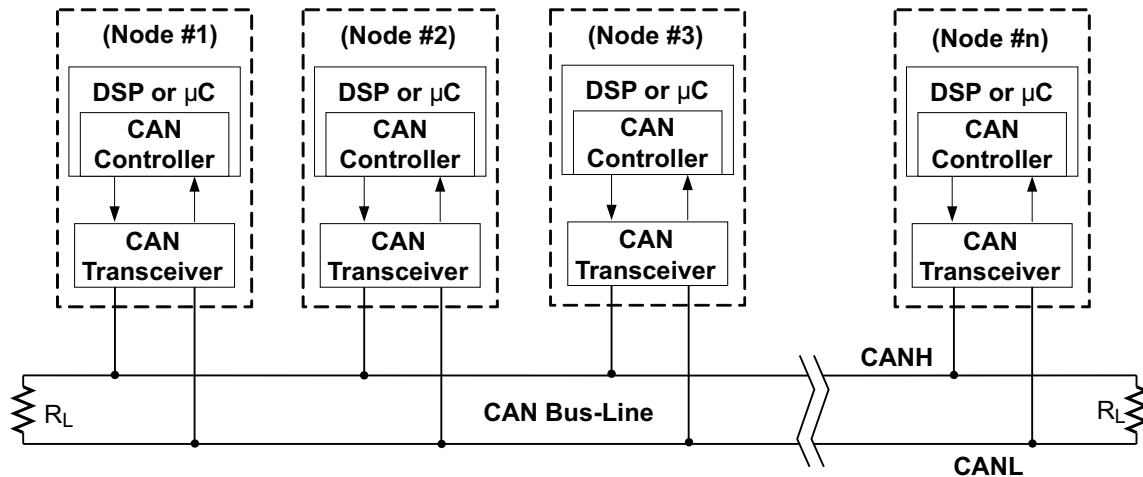 (Node #1)
DSP or µC
CAN
Controller
CAN
Transceiver
(Node #2)
DSP or µC
CAN
Controller
CAN
Transceiver
(Node #3)
DSP or µC
CAN
Controller
CAN
Transceiver
(Node #n)
DSP or µC
CAN
Controller
CAN
Transceiver
CANH
RL
CAN Bus-Line
RL
CANL